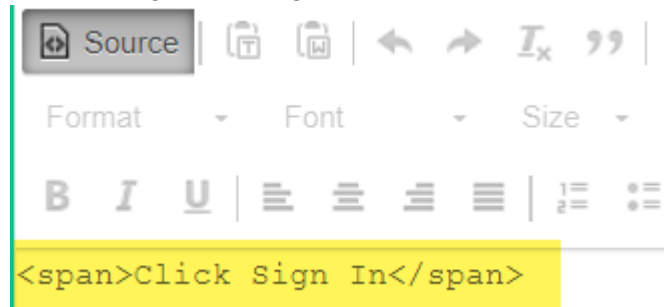 Source
Format Font Size
B I U
<span>Click Sign In</span>